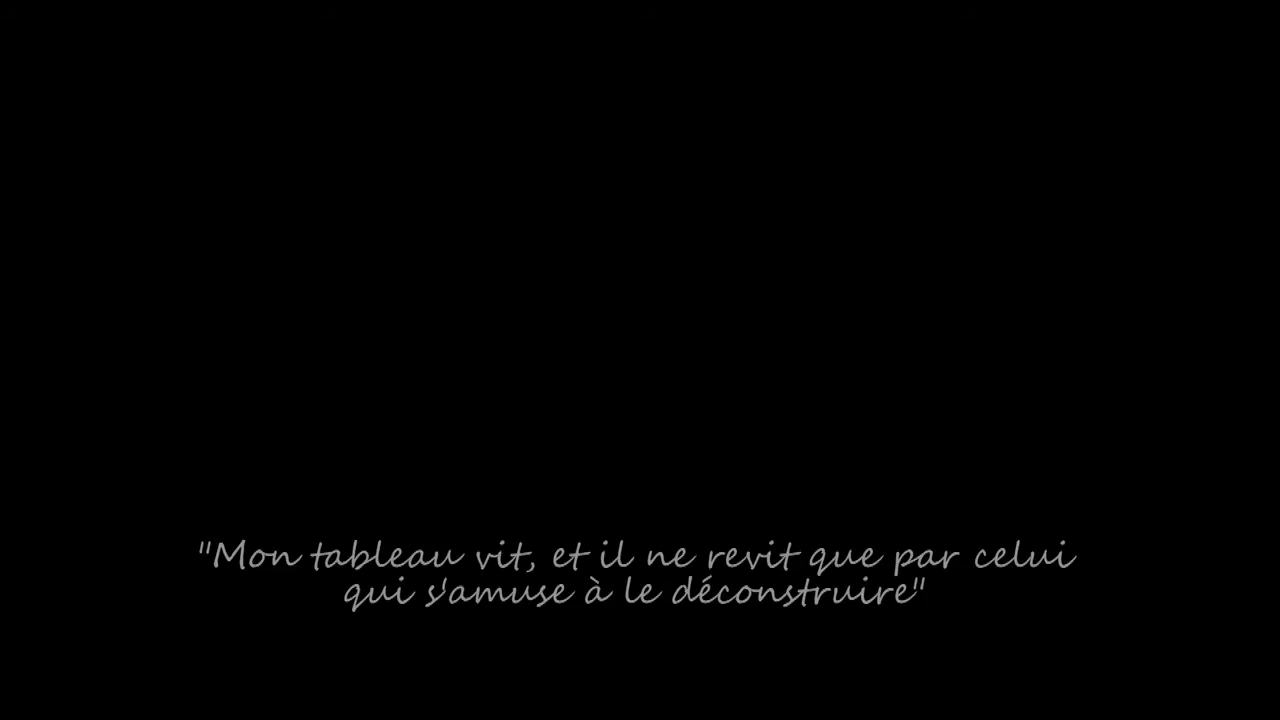 "Mon tableau vit, et il ne revit que par celui
qui s'amuse à le déconstruire"